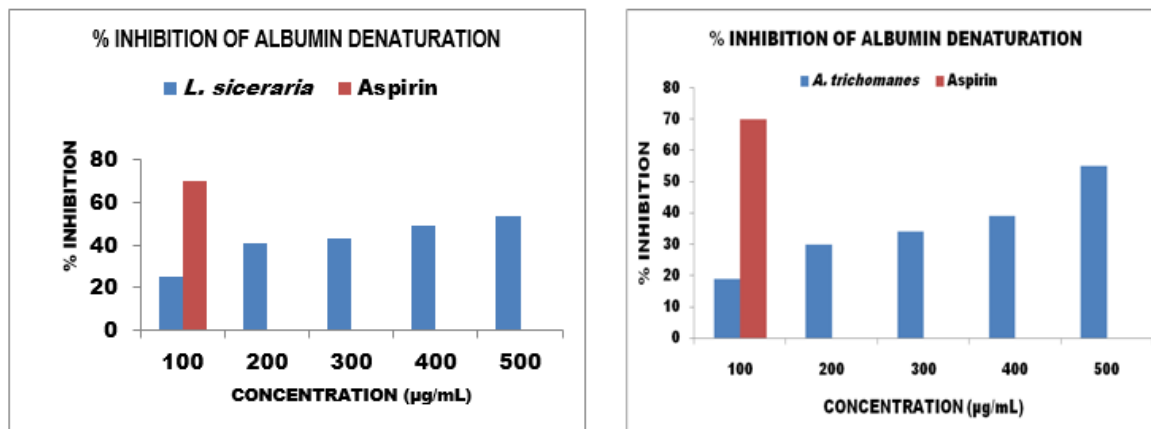 % INHIBITION OF ALBUMIN DENATURATION
L. siceraria Aspirin
% INHIBITION
80
60
40
20
0
100 200 300 400 500
CONCENTRATION (µg/mL)
% INHIBITION OF ALBUMIN DENATURATION
A. trichomanes Aspirin
% INHIBITION
80
70
60
50
40
30
20
10
0
100 200 300 400 500
CONCENTRATION (µg/mL)